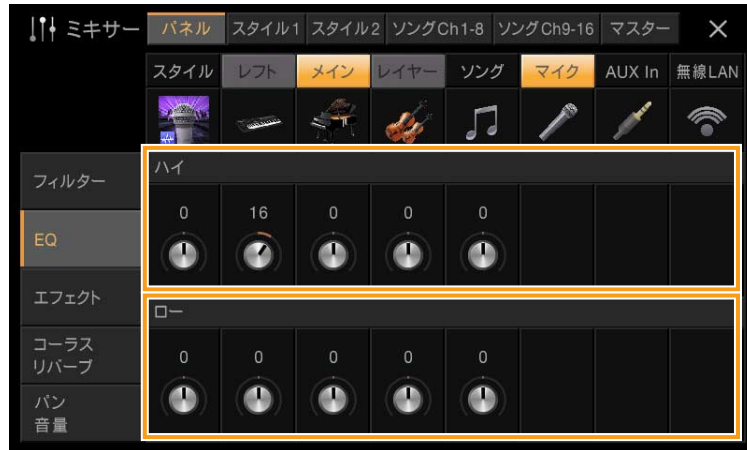 ミキサー パネル スタイル1 スタイル2 ソングCh1-8 ソングCh9-16 マスター ×
スタイル レフト メイン レイヤー ソング マイク AUX In 無線LAN
フィルター
EQ
エフェクト
コーラス
リバーブ
パン
音量
ハイ
0 16 0 0 0
ロー
0 0 0 0 0